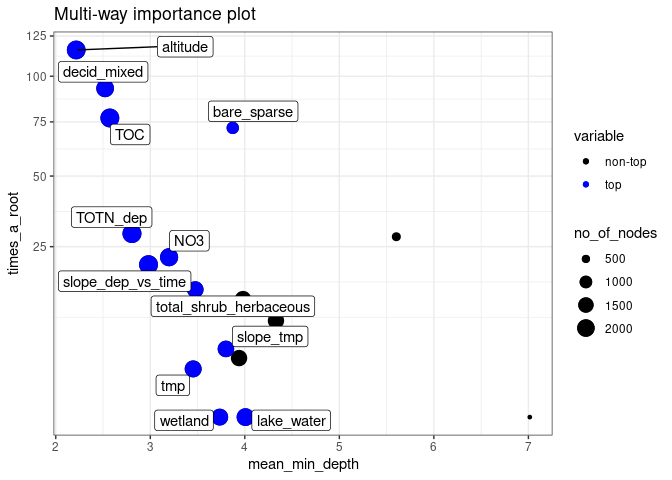 Multi-way importance plot
125
100
75
50
25
times_a_root
altitude
decid_mixed
TOC
bare_sparse
TOTN_dep
NO3
slope_dep_vs_time
total_shrub_herbaceous
slope_tmp
tmp
wetland
lake_water
2
3
4
5
6
7
mean_min_depth
variable
non-top
top
no_of_nodes
500
1000
1500
2000